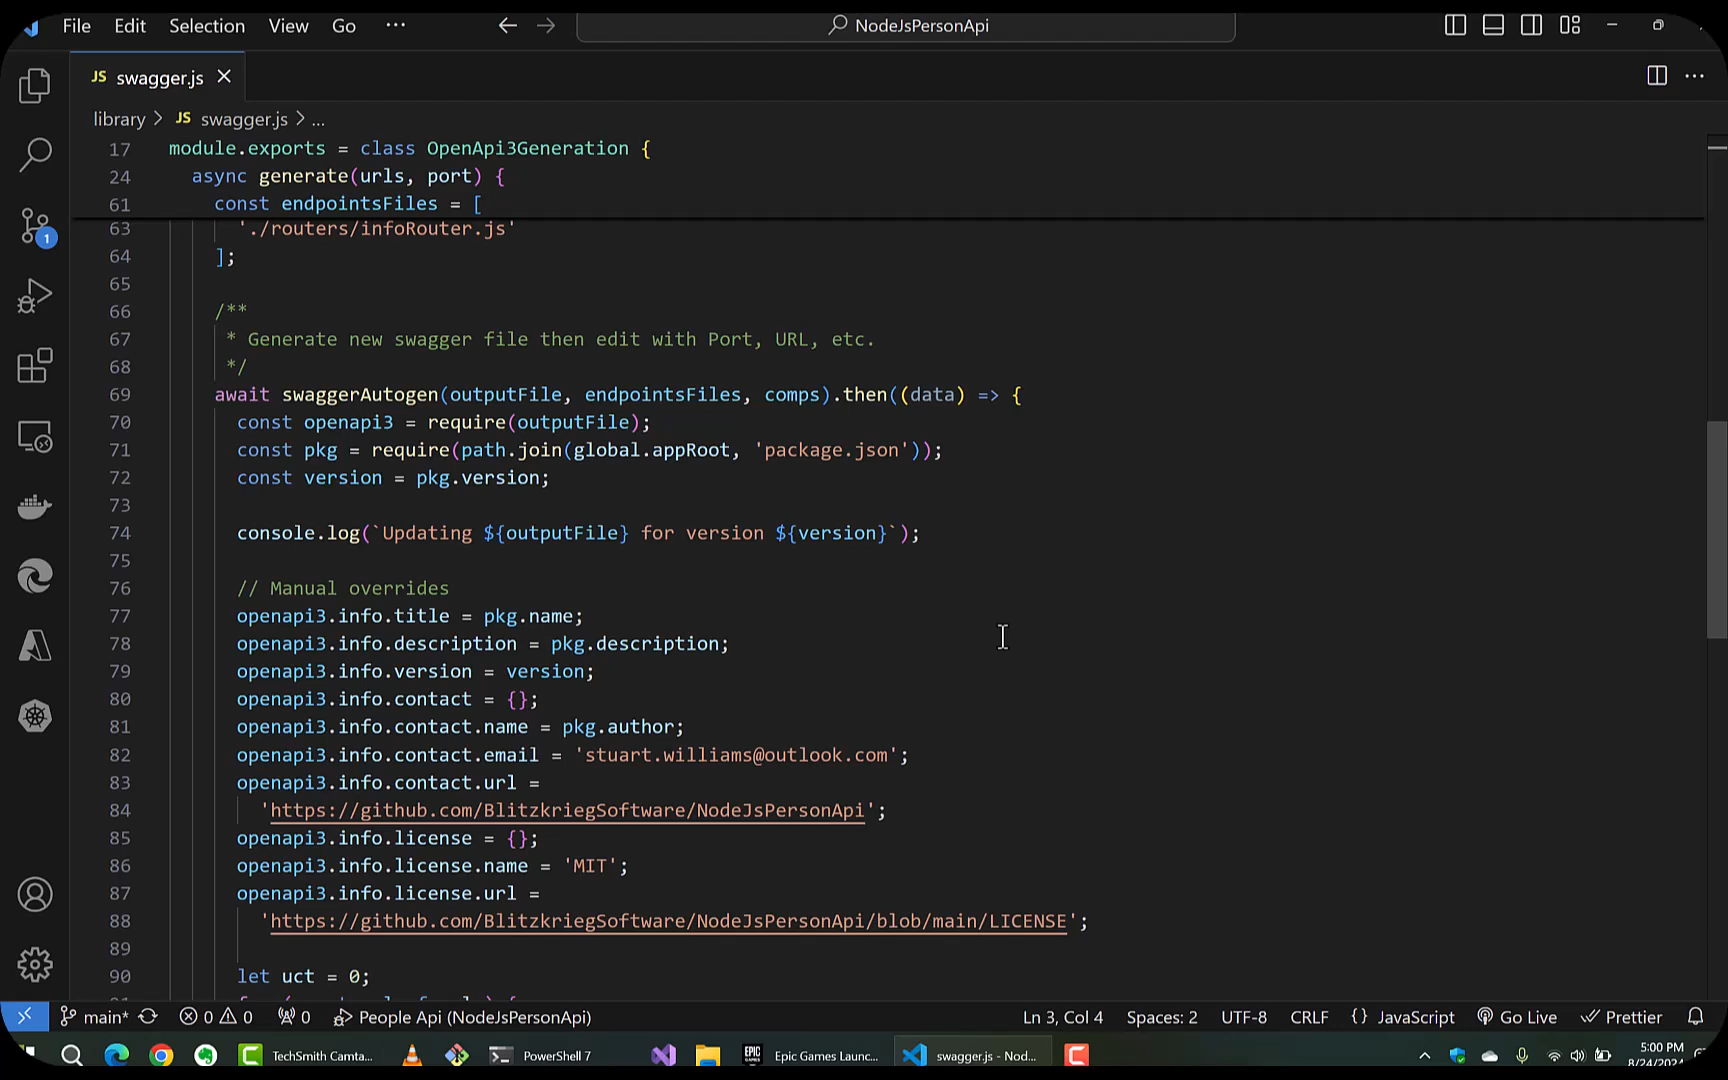 File Edit Selection View Go ··· NodeJsPersonApi
JS swagger.js
library > JS swagger.js > ...
17 module.exports = class OpenApi3Generation {
24 async generate(urls, port) {
61 const endpointsFiles = [
63 './routers/infoRouter.js'
64 ];
65
66 /**
67 * Generate new swagger file then edit with Port, URL, etc.
68 */
69 await swaggerAutogen(outputFile, endpointsFiles, comps).then((data) => {
70 const openapi3 = require(outputFile);
71 const pkg = require(path.join(global.appRoot, 'package.json'));
72 const version = pkg.version;
73
74 console.log(`Updating ${outputFile} for version ${version}`);
75
76 // Manual overrides
77 openapi3.info.title = pkg.name;
78 openapi3.info.description = pkg.description;
79 openapi3.info.version = version;
80 openapi3.info.contact = {};
81 openapi3.info.contact.name = pkg.author;
82 openapi3.info.contact.email = 'stuart.williams@outlook.com';
83 openapi3.info.contact.url =
84 'https://github.com/BlitzkriegSoftware/NodeJsPersonApi';
85 openapi3.info.license = {};
86 openapi3.info.license.name = 'MIT';
87 openapi3.info.license.url =
88 'https://github.com/BlitzkriegSoftware/NodeJsPersonApi/blob/main/LICENSE';
89
90 let uct = 0;
1
main* 0 0 0 People Api (NodeJsPersonApi) Ln 3, Col 4 Spaces: 2 UTF-8 CRLF {} JavaScript Go Live Prettier
TechSmith Camta... PowerShell 7 EPIC GAMES Epic Games Launc... swagger.js - Nod... 5:00 PM